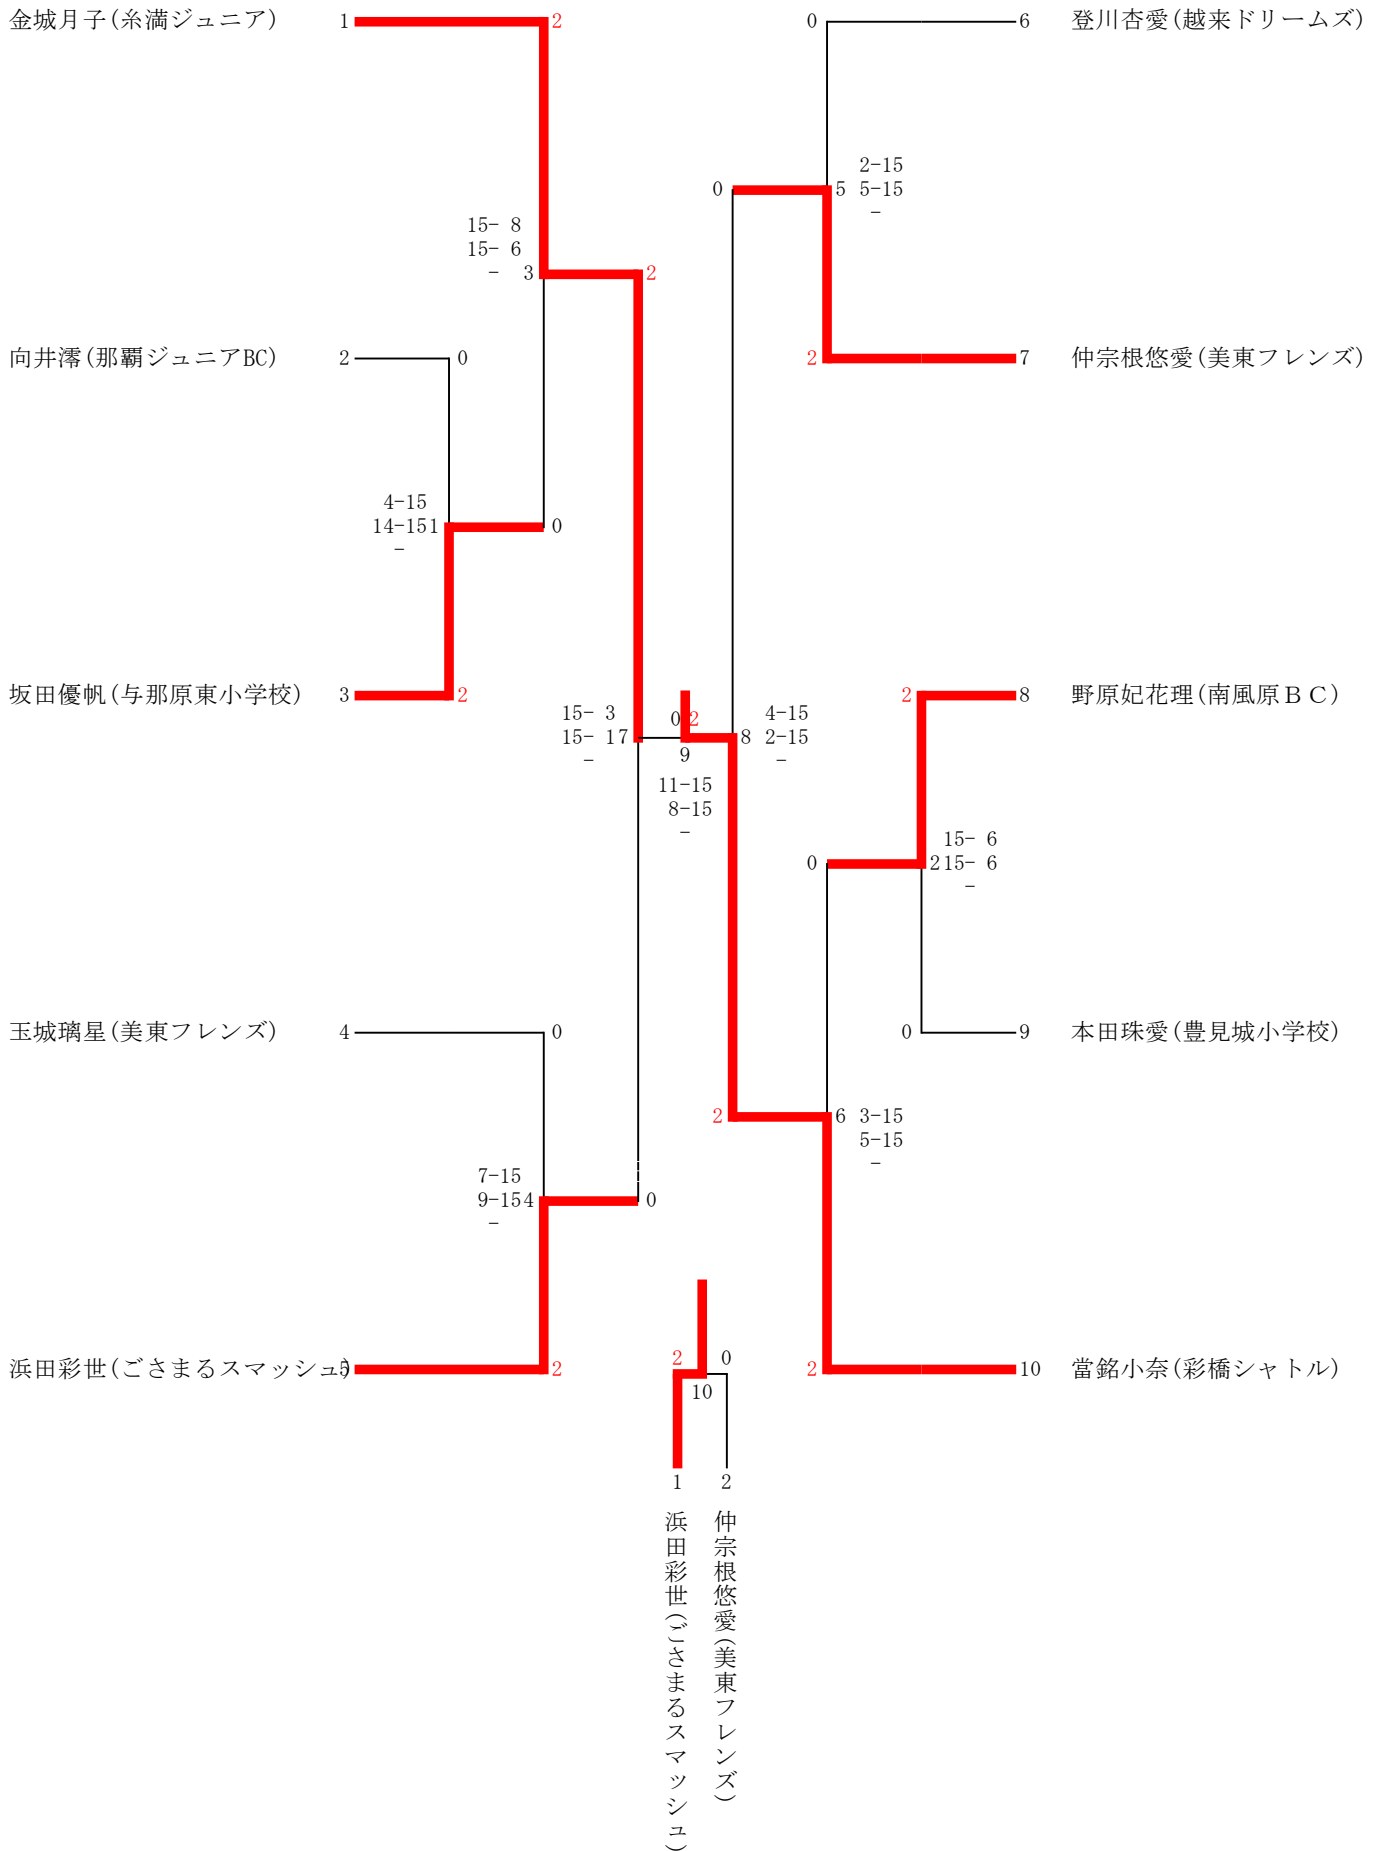 金城月子(糸満ジュニア) 1 2
0 6 登川杏愛(越来ドリームズ)
2-15
0 5 5-15
-
15- 8
15- 6
- 3 2
向井澪(那覇ジュニアBC) 2 0
2 7 仲宗根悠愛(美東フレンズ)
4-15
14-151 0
-
坂田優帆(与那原東小学校) 3 2
2 8 野原妃花理(南風原ＢＣ)
15- 3 0 2 4-15
15- 17 8 2-15
- 9 -
11-15
8-15
-
15- 6
0 215- 6
-
玉城璃星(美東フレンズ) 4 0
0 9 本田珠愛(豊見城小学校)
2 6 3-15
5-15
-
7-15
9-154 0
-
浜田彩世(ごさまるスマッシュ) 5 2
2 0
10
2 10 當銘小奈(彩橋シャトル)
1 2
浜田彩世(ごさまるスマッシュ)
仲宗根悠愛(美東フレンズ)